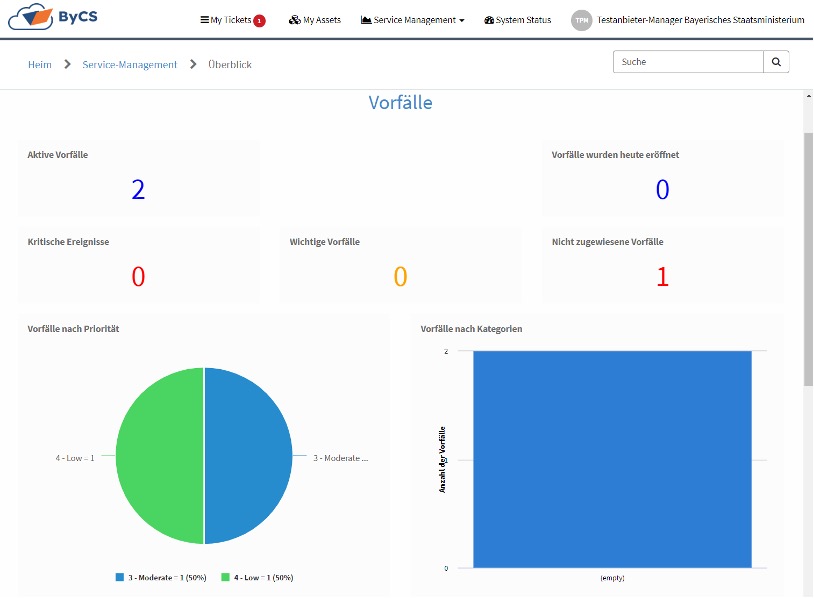 ByCS
My Tickets 1
My Assets
Service Management
System Status
TPM
Testanbieter-Manager Bayerisches Staatsministerium
Heim > Service-Management > Überblick
Suche
Vorfälle
Aktive Vorfälle
2
Vorfälle wurden heute eröffnet
0
Kritische Ereignisse
0
Wichtige Vorfälle
0
Nicht zugewiesene Vorfälle
1
Vorfälle nach Priorität
4 - Low = 1
3 - Moderate ...
3 - Moderate = 1 (50%)
4 - Low = 1 (50%)
Vorfälle nach Kategorien
2
Anzahl der Vorfälle
0
(empty)